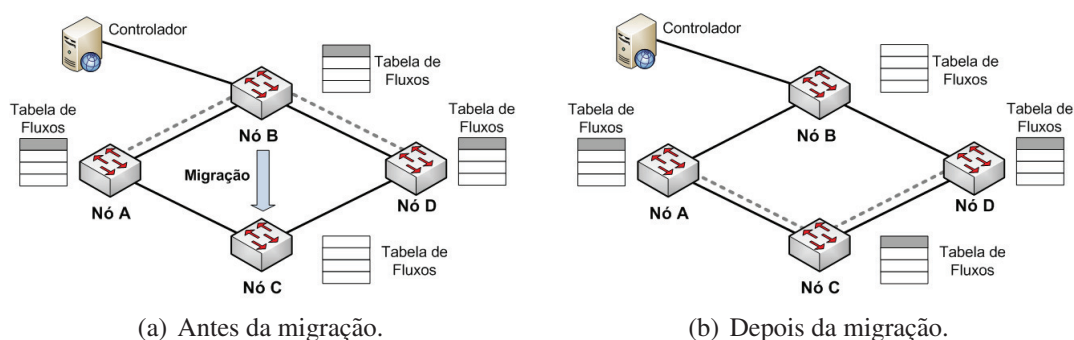 Controlador
Tabela de
Fluxos
Tabela de
Fluxos
Tabela de
Fluxos
Nó B
Migração
Nó A
Nó D
Tabela de
Fluxos
Nó C
(a) Antes da migração.
Controlador
Tabela de
Fluxos
Tabela de
Fluxos
Tabela de
Fluxos
Nó B
Nó A
Nó D
Tabela de
Fluxos
Nó C
(b) Depois da migração.